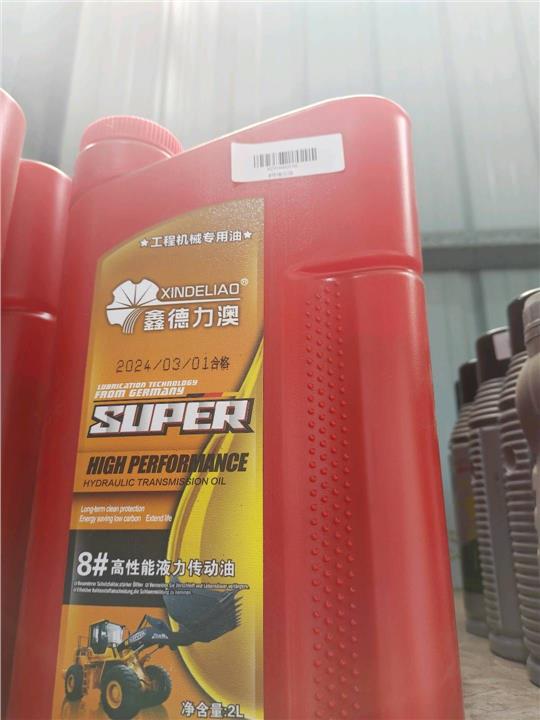 ★工程机械专用油★
XINDELIAO®
鑫德力澳
2024/03/01合格
LUBRICATION TECHNOLOGY
FROM GERMANY
SUPER
HIGH PERFORMANCE
HYDRAULIC TRANSMISSION OIL
Long-term clean protection
Energy saving low carbon Extend life
8#高性能液力传动油
净含量:2L